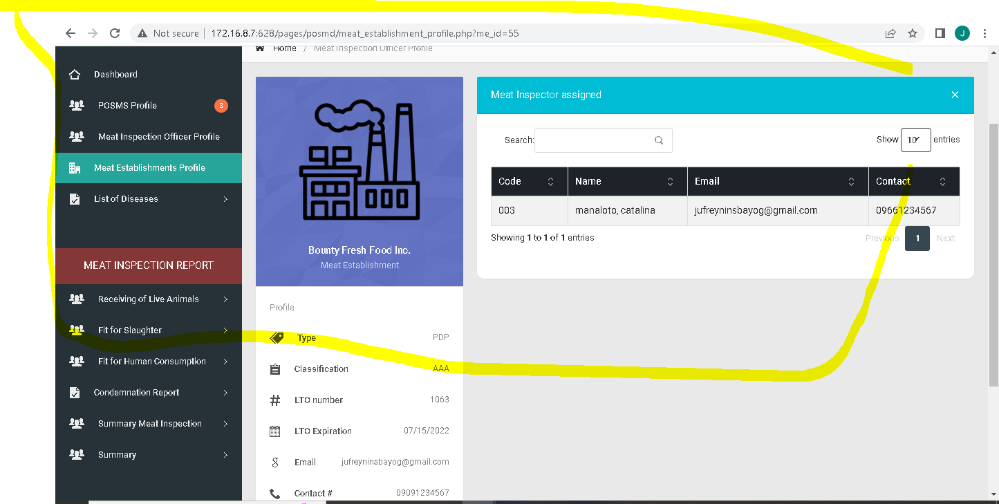 Not secure 172.16.8.7:628/pages/posmd/meat_establishment_profile.php?me_id=55 J
Home / Meat Inspection Officer Profile
Dashboard
POSMS Profile 3
Meat Inspection Officer Profile
Meat Establishments Profile
List of Diseases
MEAT INSPECTION REPORT
Receiving of Live Animals
Fit for Slaughter
Fit for Human Consumption
Condemnation Report
Summary Meat Inspection
Summary
Bounty Fresh Food Inc.
Meat Establishment
Profile
Type PDP
Classification AAA
LTO number 1063
LTO Expiration 07/15/2022
Email jufreyninsbayog@gmail.com
Contact # 09091234567
Meat Inspector assigned
Search: Show 10 entries
Code Name Email Contact
003 manaloto, catalina jufreyninsbayog@gmail.com 09661234567
Showing 1 to 1 of 1 entries Previous 1 Next